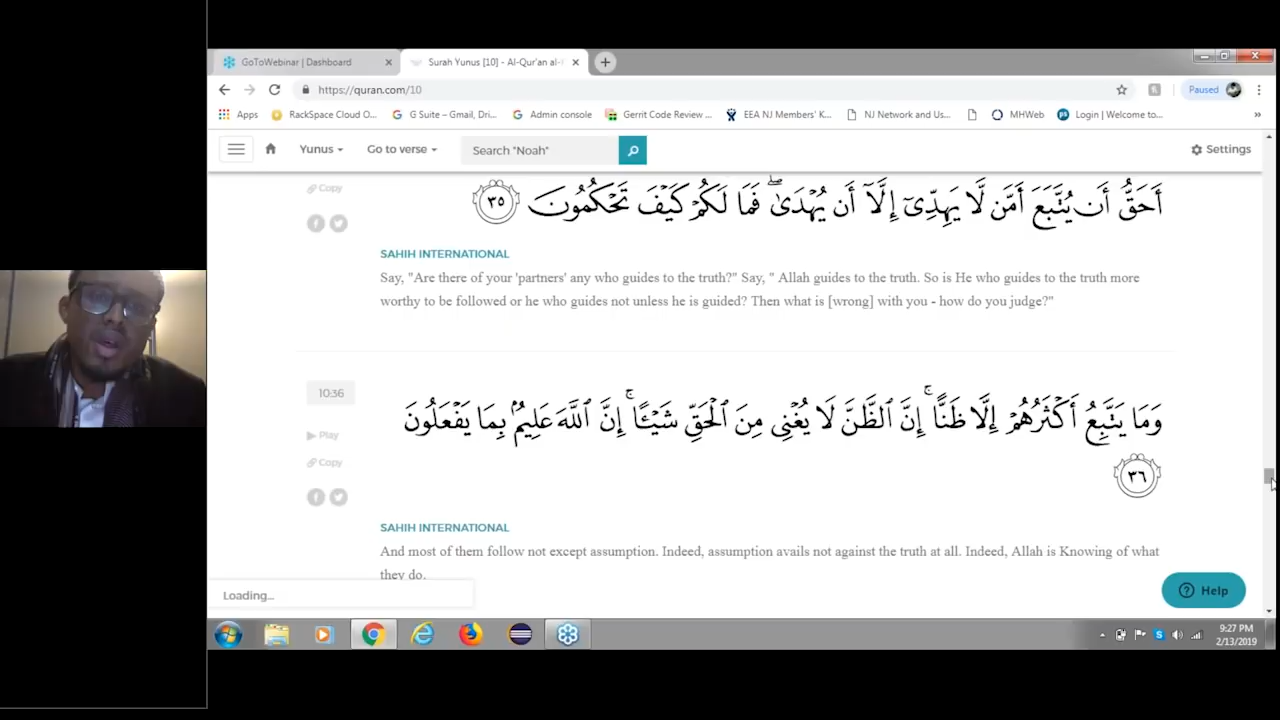 GoToWebinar | Dashboard
Surah Yunus [10] - Al-Qur'an al-
https://quran.com/10
Paused
Apps
RackSpace Cloud O...
G Suite – Gmail, Dri...
Admin console
Gerrit Code Review ...
EEA NJ Members' K...
NJ Network and Us...
MHWeb
Login | Welcome to...
»
Yunus
Go to verse
Search "Noah"
Settings
Copy
أَحَقُّ أَن يُتَّبَعَ أَمَّن لَّا يَهِدِّىٓ إِلَّآ أَن يُهْدَىٰ ۖ فَمَا لَكُمْ كَيْفَ تَحْكُمُونَ ٣٥
SAHIH INTERNATIONAL
Say, "Are there of your 'partners' any who guides to the truth?" Say, " Allah guides to the truth. So is He who guides to the truth more
worthy to be followed or he who guides not unless he is guided? Then what is [wrong] with you - how do you judge?"
10:36
Play
Copy
وَمَا يَتَّبِعُ أَكْثَرُهُمْ إِلَّا ظَنًّا ۚ إِنَّ ٱلظَّنَّ لَا يُغْنِى مِنَ ٱلْحَقِّ شَيْـًٔا ۚ إِنَّ ٱللَّهَ عَلِيمٌۢ بِمَا يَفْعَلُونَ
٣٦
SAHIH INTERNATIONAL
And most of them follow not except assumption. Indeed, assumption avails not against the truth at all. Indeed, Allah is Knowing of what
they do.
Loading...
Help
9:27 PM
2/13/2019